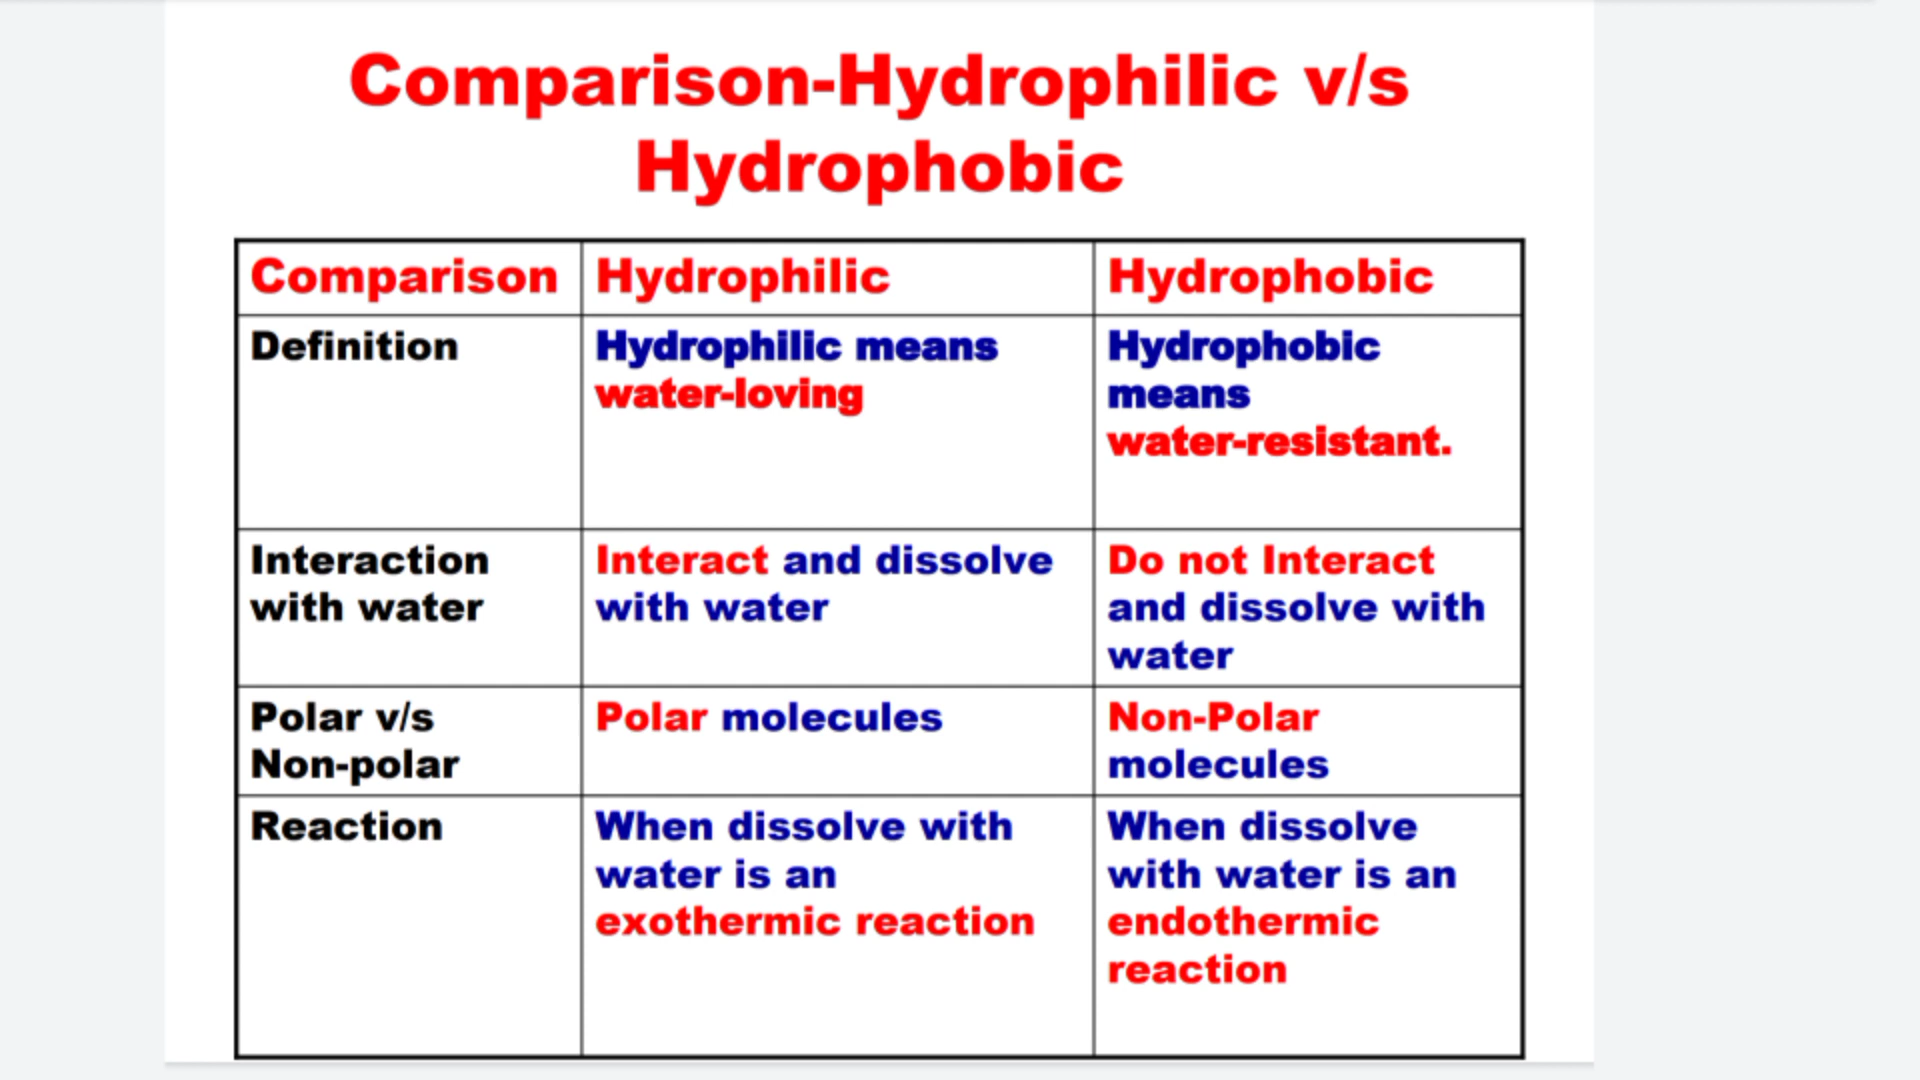 Comparison-Hydrophilic v/s
Hydrophobic
Comparison
Hydrophilic
Hydrophobic
Definition
Hydrophilic means
water-loving
Hydrophobic
means
water-resistant.
Interaction
with water
Interact and dissolve
with water
Do not Interact
and dissolve with
water
Polar v/s
Non-polar
Polar molecules
Non-Polar
molecules
Reaction
When dissolve with
water is an
exothermic reaction
When dissolve
with water is an
endothermic
reaction